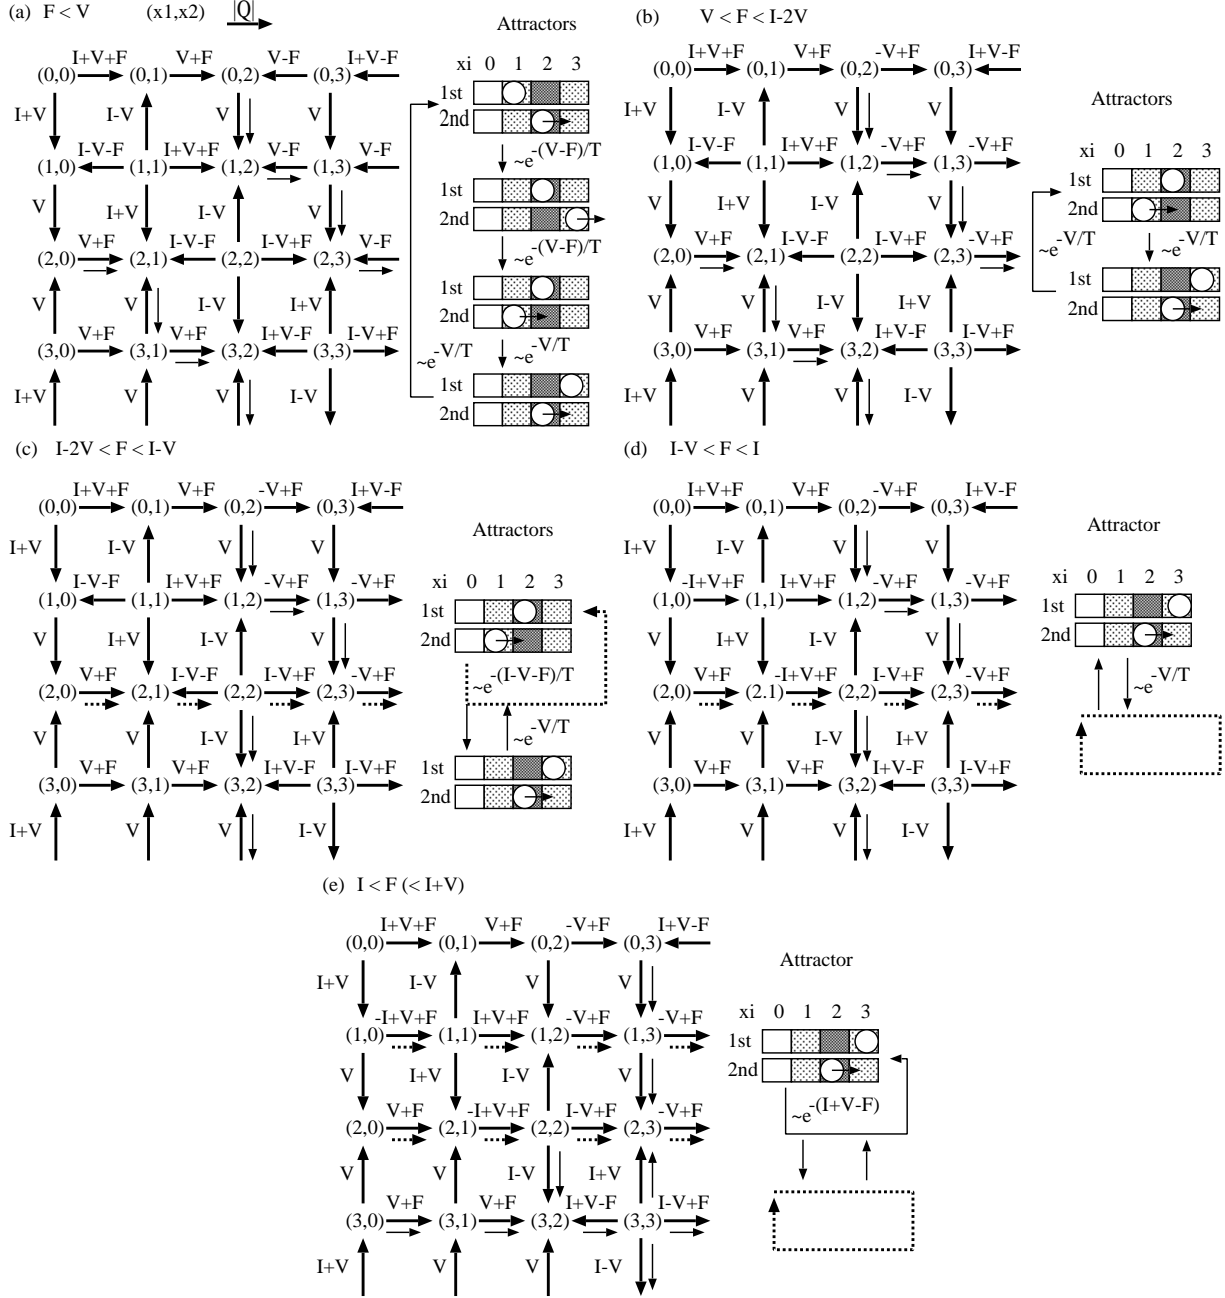 (a) F < V (x1,x2) |Q|
Attractors
I+V+F V+F V-F I+V-F
(0,0) (0,1) (0,2) (0,3)
I+V I-V V V
I-V-F I+V+F V-F V-F
(1,0) (1,1) (1,2) (1,3)
V I+V I-V V
V+F I-V-F I-V+F V-F
(2,0) (2,1) (2,2) (2,3)
V V I-V I+V
V+F V+F I+V-F I-V+F
(3,0) (3,1) (3,2) (3,3)
I+V V V I-V
xi 0 1 2 3
1st
2nd
~e-(V-F)/T
1st
2nd
~e-(V-F)/T
1st
2nd
~e-V/T ~e-V/T
1st
2nd
(b) V < F < I-2V
I+V+F V+F -V+F I+V-F
(0,0) (0,1) (0,2) (0,3)
I+V I-V V V
I-V-F I+V+F -V+F -V+F
(1,0) (1,1) (1,2) (1,3)
V I+V I-V V
V+F I-V-F I-V+F -V+F
(2,0) (2,1) (2,2) (2,3)
V V I-V I+V
V+F V+F I+V-F I-V+F
(3,0) (3,1) (3,2) (3,3)
I+V V V I-V
Attractors
xi 0 1 2 3
1st
2nd
~e-V/T ~e-V/T
1st
2nd
(c) I-2V < F < I-V
I+V+F V+F -V+F I+V-F
(0,0) (0,1) (0,2) (0,3)
I+V I-V V V
I-V-F I+V+F -V+F -V+F
(1,0) (1,1) (1,2) (1,3)
V I+V I-V V
V+F I-V-F I-V+F -V+F
(2,0) (2,1) (2,2) (2,3)
V V I-V I+V
V+F V+F I+V-F I-V+F
(3,0) (3,1) (3,2) (3,3)
I+V V V I-V
Attractors
xi 0 1 2 3
1st
2nd
~e-(I-V-F)/T
~e-V/T
1st
2nd
(d) I-V < F < I
I+V+F V+F -V+F I+V-F
(0,0) (0,1) (0,2) (0,3)
I+V I-V V V
-I+V+F I+V+F -V+F -V+F
(1,0) (1,1) (1,2) (1,3)
V I+V I-V V
V+F -I+V+F I-V+F -V+F
(2,0) (2,1) (2,2) (2,3)
V V I-V I+V
V+F V+F I+V-F I-V+F
(3,0) (3,1) (3,2) (3,3)
I+V V V I-V
Attractor
xi 0 1 2 3
1st
2nd
~e-V/T
(e) I < F (< I+V)
I+V+F V+F -V+F I+V-F
(0,0) (0,1) (0,2) (0,3)
I+V I-V V V
-I+V+F I+V+F -V+F -V+F
(1,0) (1,1) (1,2) (1,3)
V I+V I-V V
V+F -I+V+F I-V+F -V+F
(2,0) (2,1) (2,2) (2,3)
V V I-V I+V
V+F V+F I+V-F I-V+F
(3,0) (3,1) (3,2) (3,3)
I+V V V I-V
Attractor
xi 0 1 2 3
1st
2nd
~e-(I+V-F)